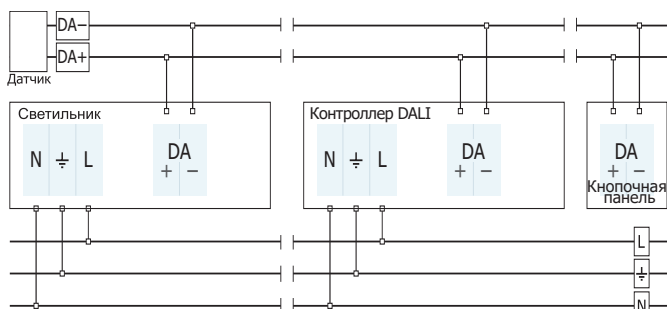 DA−
DA+
Датчик
Светильник
N ⏚ L
DA
+ −
Контроллер DALI
N ⏚ L
DA
+ −
DA
+ −
Кнопочная
панель
L
⏚
N